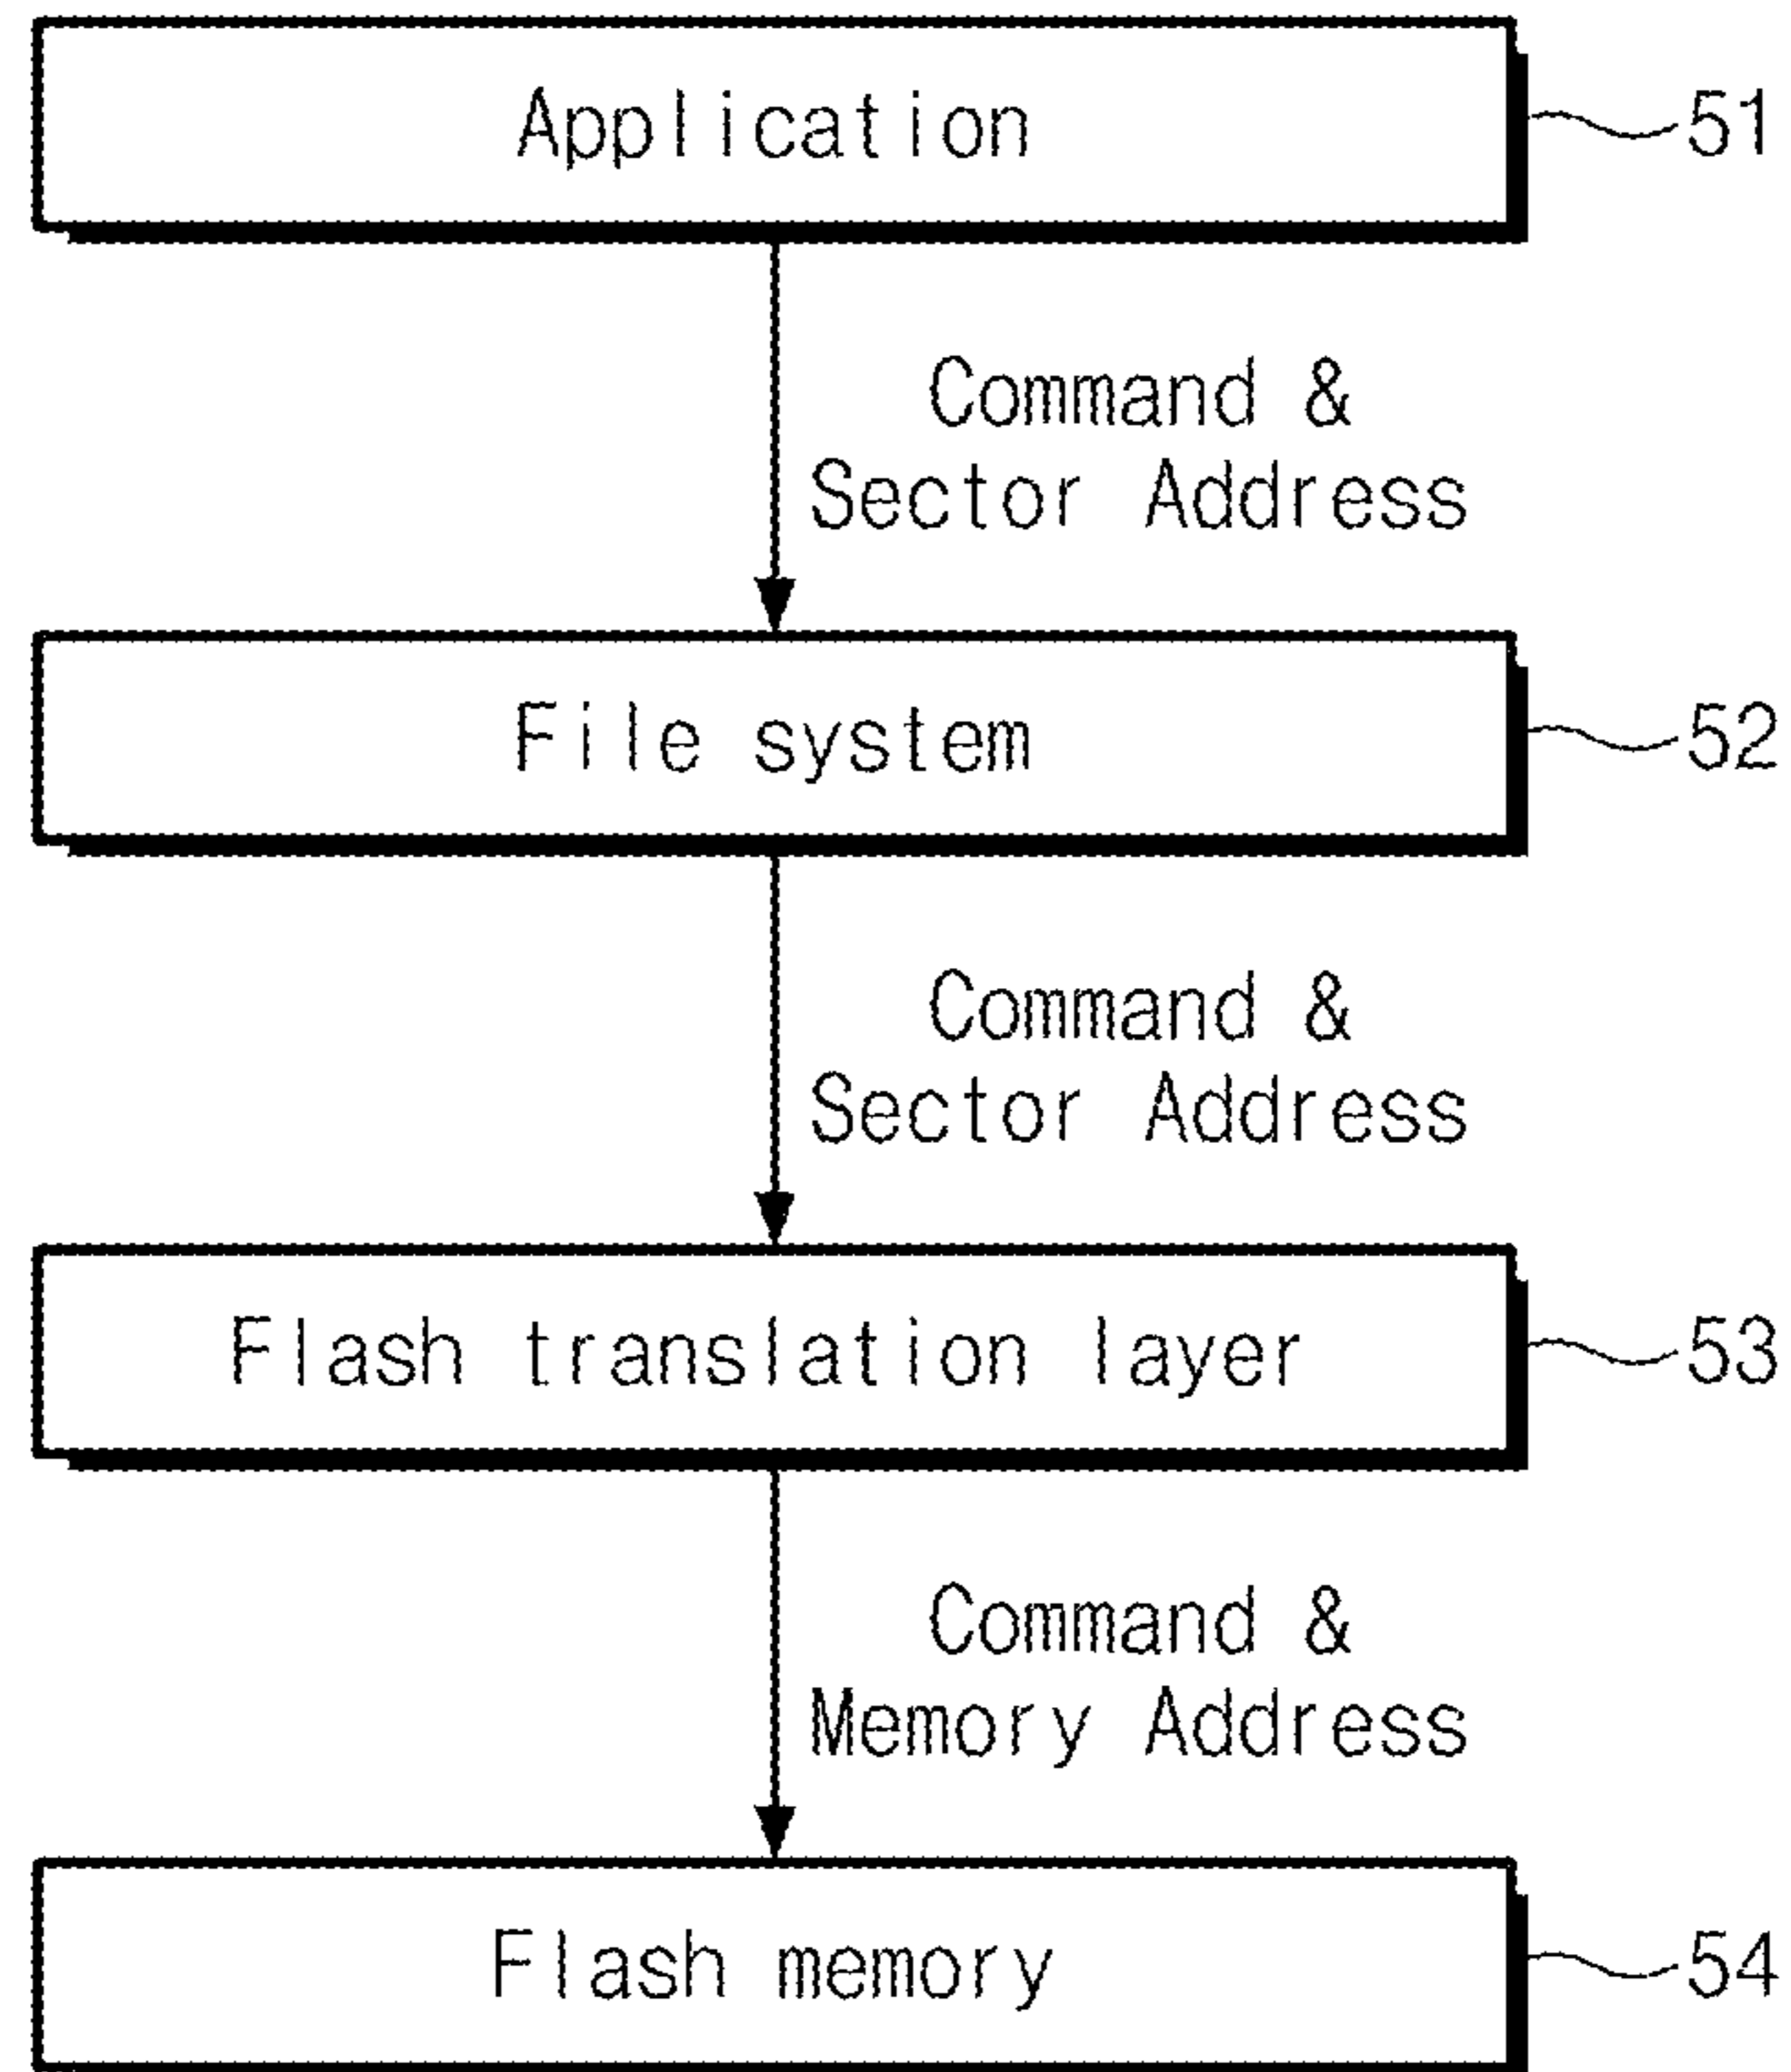 Application
51
Command &
Sector Address
File system
52
Command &
Sector Address
Flash translation layer
53
Command &
Memory Address
Flash memory
54